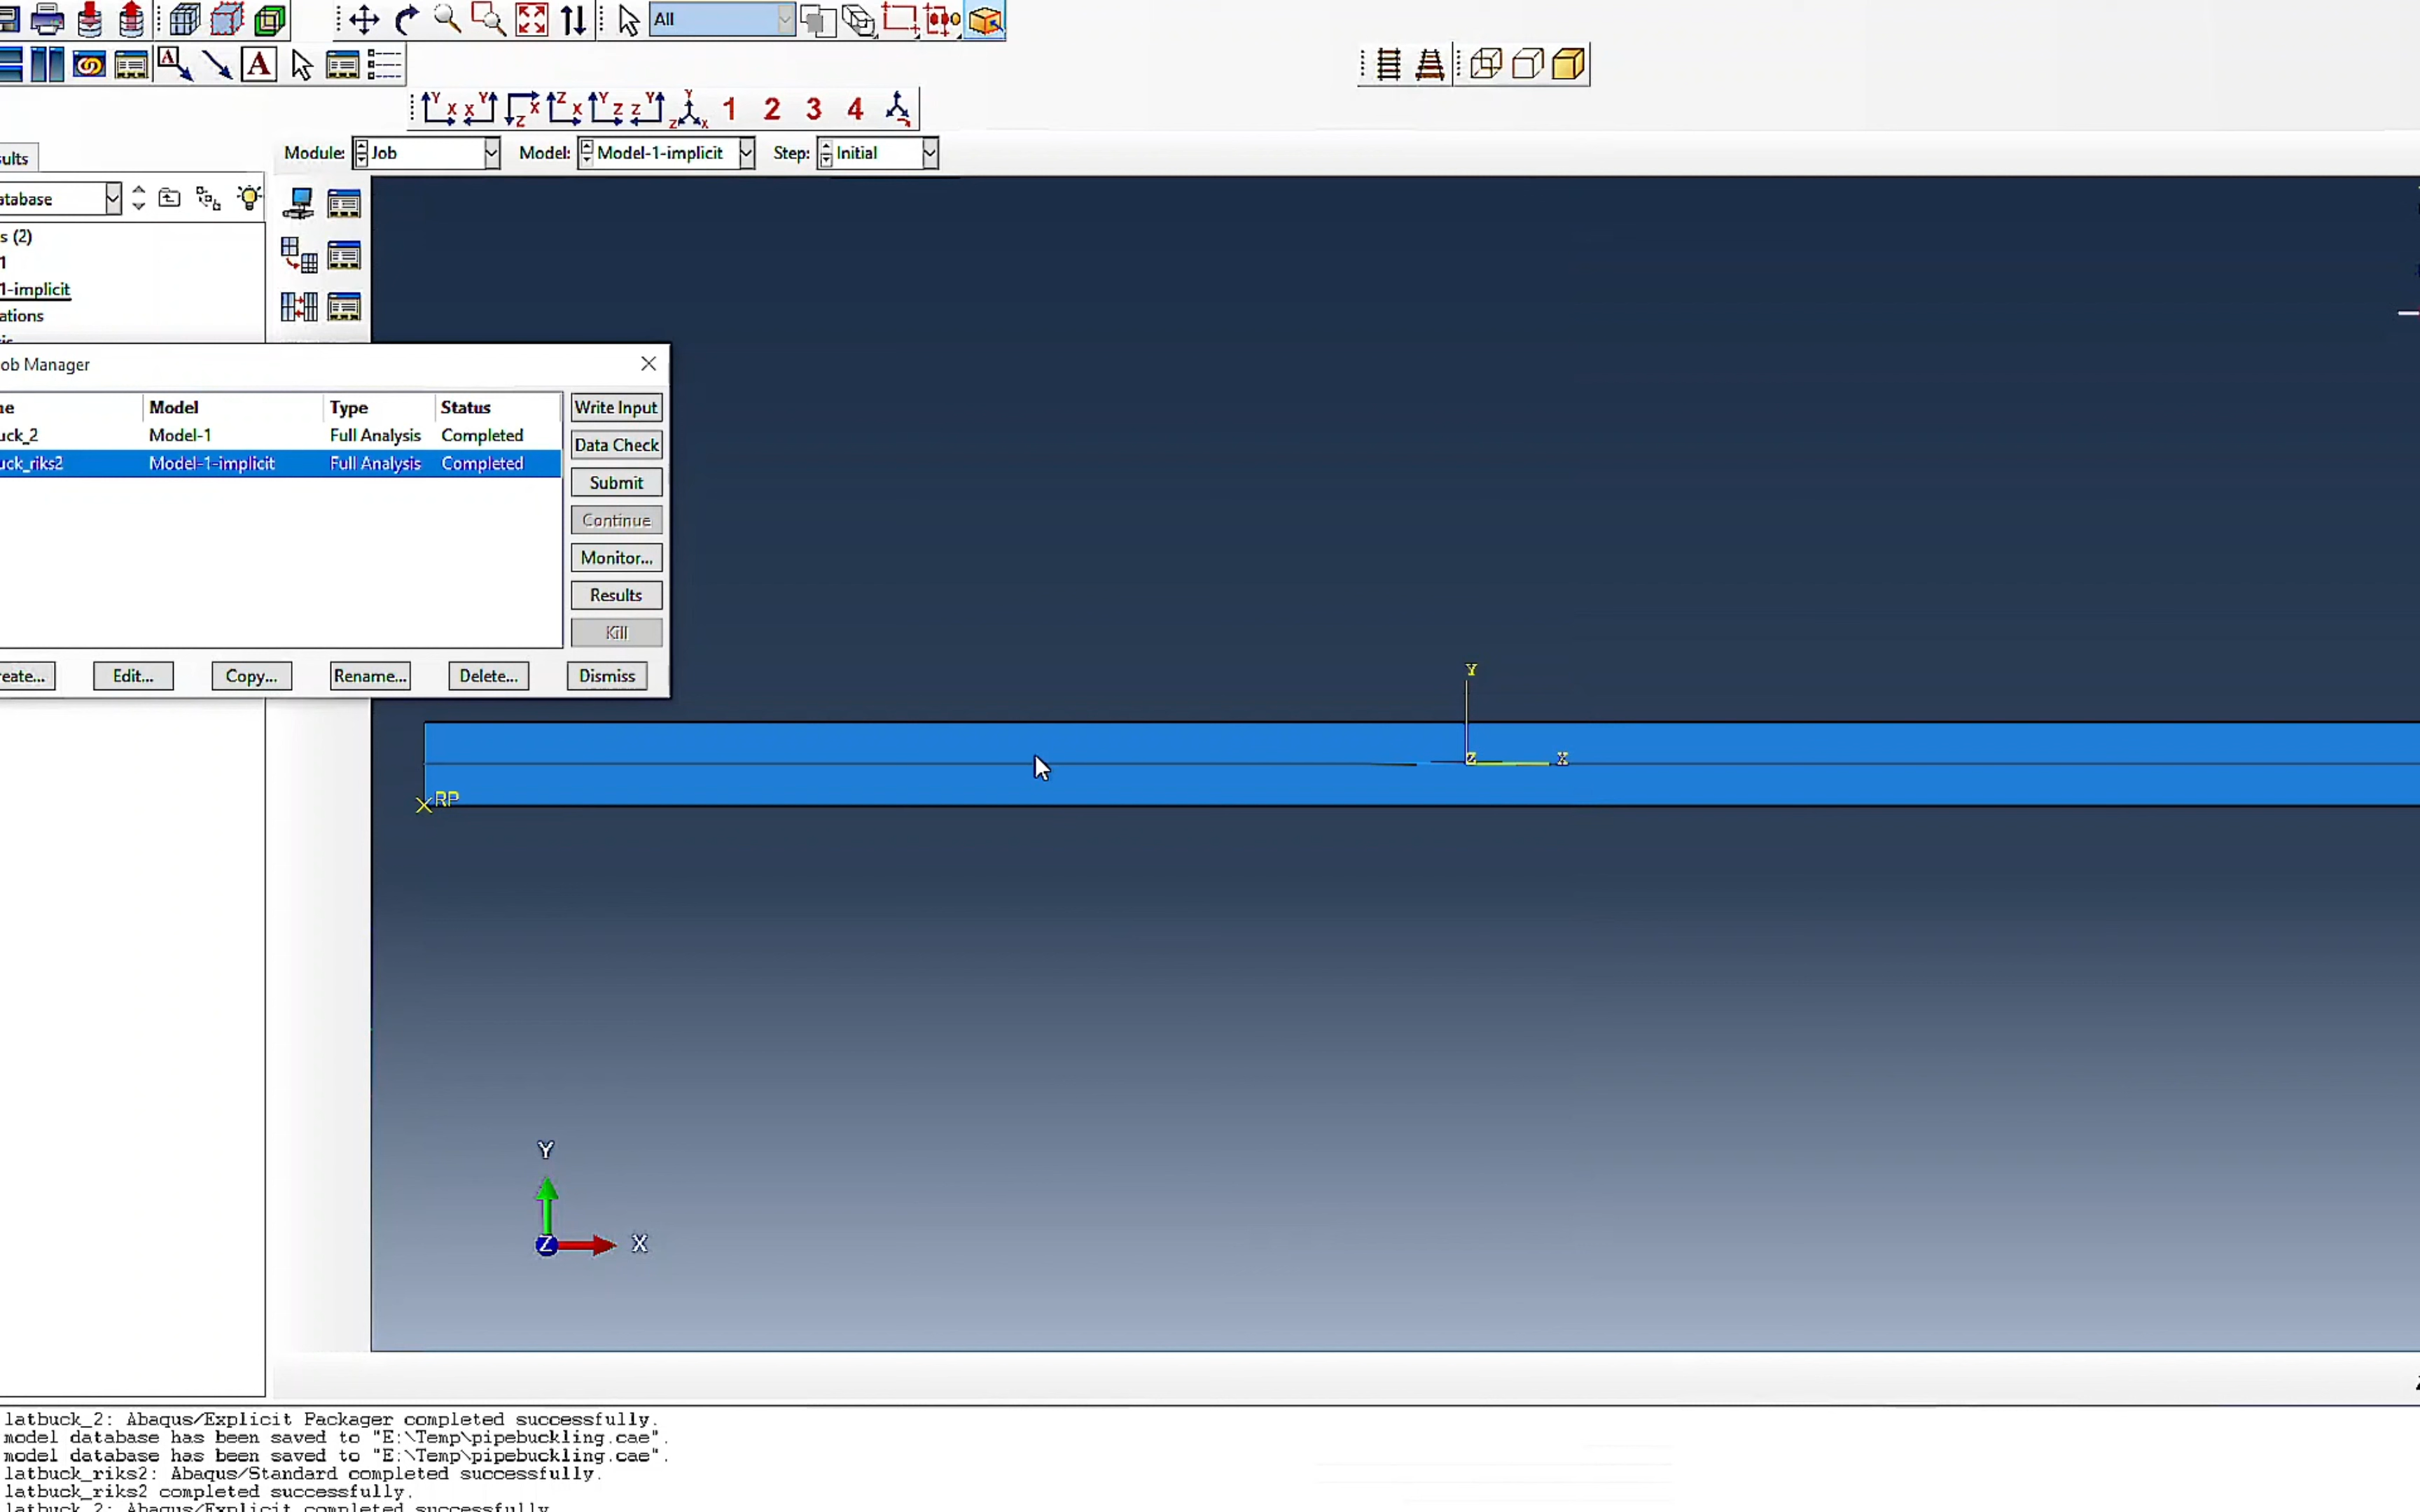 All
A A
Y X X Y X Z Z X Y Z Z Y Y Z X 1 2 3 4
Module: Job Model: Model-1-implicit Step: Initial
ults
atabase
s (2)
1
1-implicit
ations
ob Manager
ne Model Type Status
uck_2 Model-1 Full Analysis Completed
uck_riks2 Model-1-implicit Full Analysis Completed
Write Input
Data Check
Submit
Continue
Monitor...
Results
Kill
reate... Edit... Copy... Rename... Delete... Dismiss
Y
Z X
RP
Y
Z X
latbuck_2: Abaqus/Explicit Packager completed successfully.
model database has been saved to "E:\Temp\pipebuckling.cae".
model database has been saved to "E:\Temp\pipebuckling.cae".
latbuck_riks2: Abaqus/Standard completed successfully.
latbuck_riks2 completed successfully.
latbuck_2: Abaqus/Explicit completed successfully